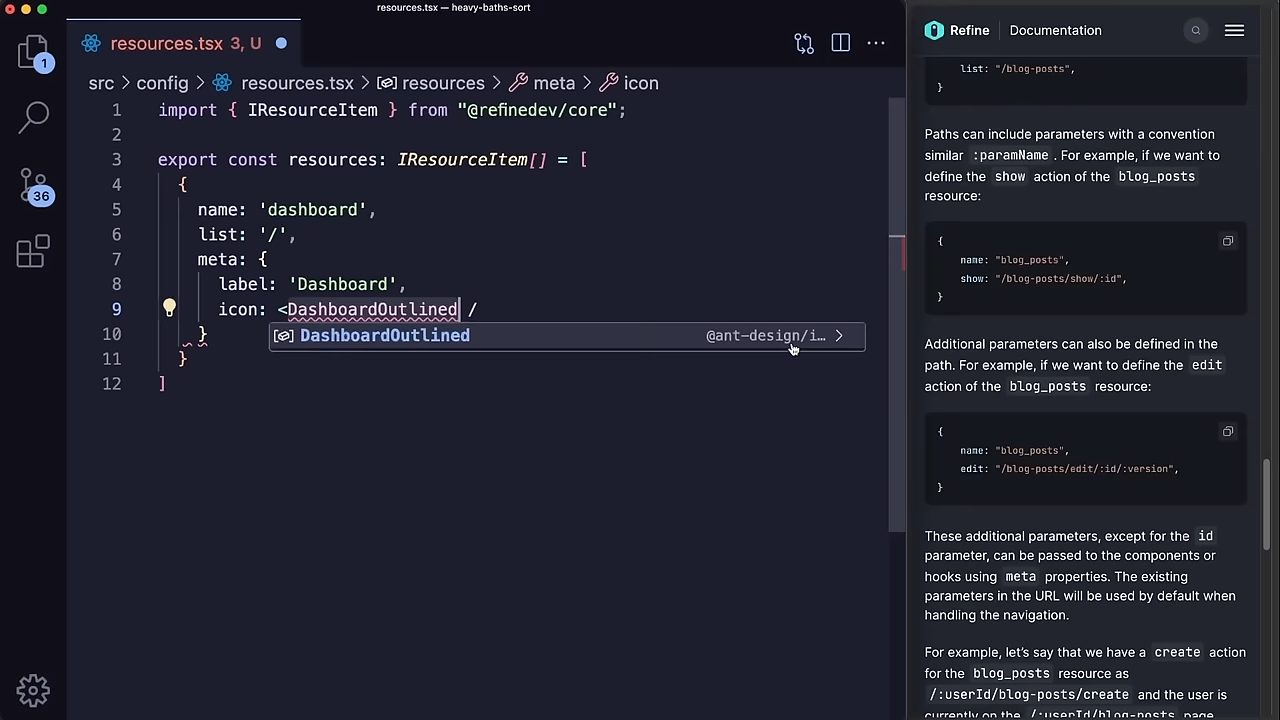 resources.tsx — heavy-baths-sort
resources.tsx 3, U
1
src > config > resources.tsx > resources > meta > icon
1 import { IResourceItem } from "@refinedev/core";
2
3 export const resources: IResourceItem[] = [
4 {
5 name: 'dashboard',
36
6 list: '/',
7 meta: {
8 label: 'Dashboard',
9 icon: <DashboardOutlined /
10 }
DashboardOutlined @ant-design/i… >
11 }
12 ]
Refine Documentation
list: "/blog-posts",
}
Paths can include parameters with a convention
similar :paramName . For example, if we want to
define the show action of the blog_posts
resource:
{
name: "blog_posts",
show: "/blog-posts/show/:id",
}
Additional parameters can also be defined in the
path. For example, if we want to define the edit
action of the blog_posts resource:
{
name: "blog_posts",
edit: "/blog-posts/edit/:id/:version",
}
These additional parameters, except for the id
parameter, can be passed to the components or
hooks using meta properties. The existing
parameters in the URL will be used by default when
handling the navigation.
For example, let's say that we have a create action
for the blog_posts resource as
/:userId/blog-posts/create and the user is
currently on the /:userId/blog-posts page